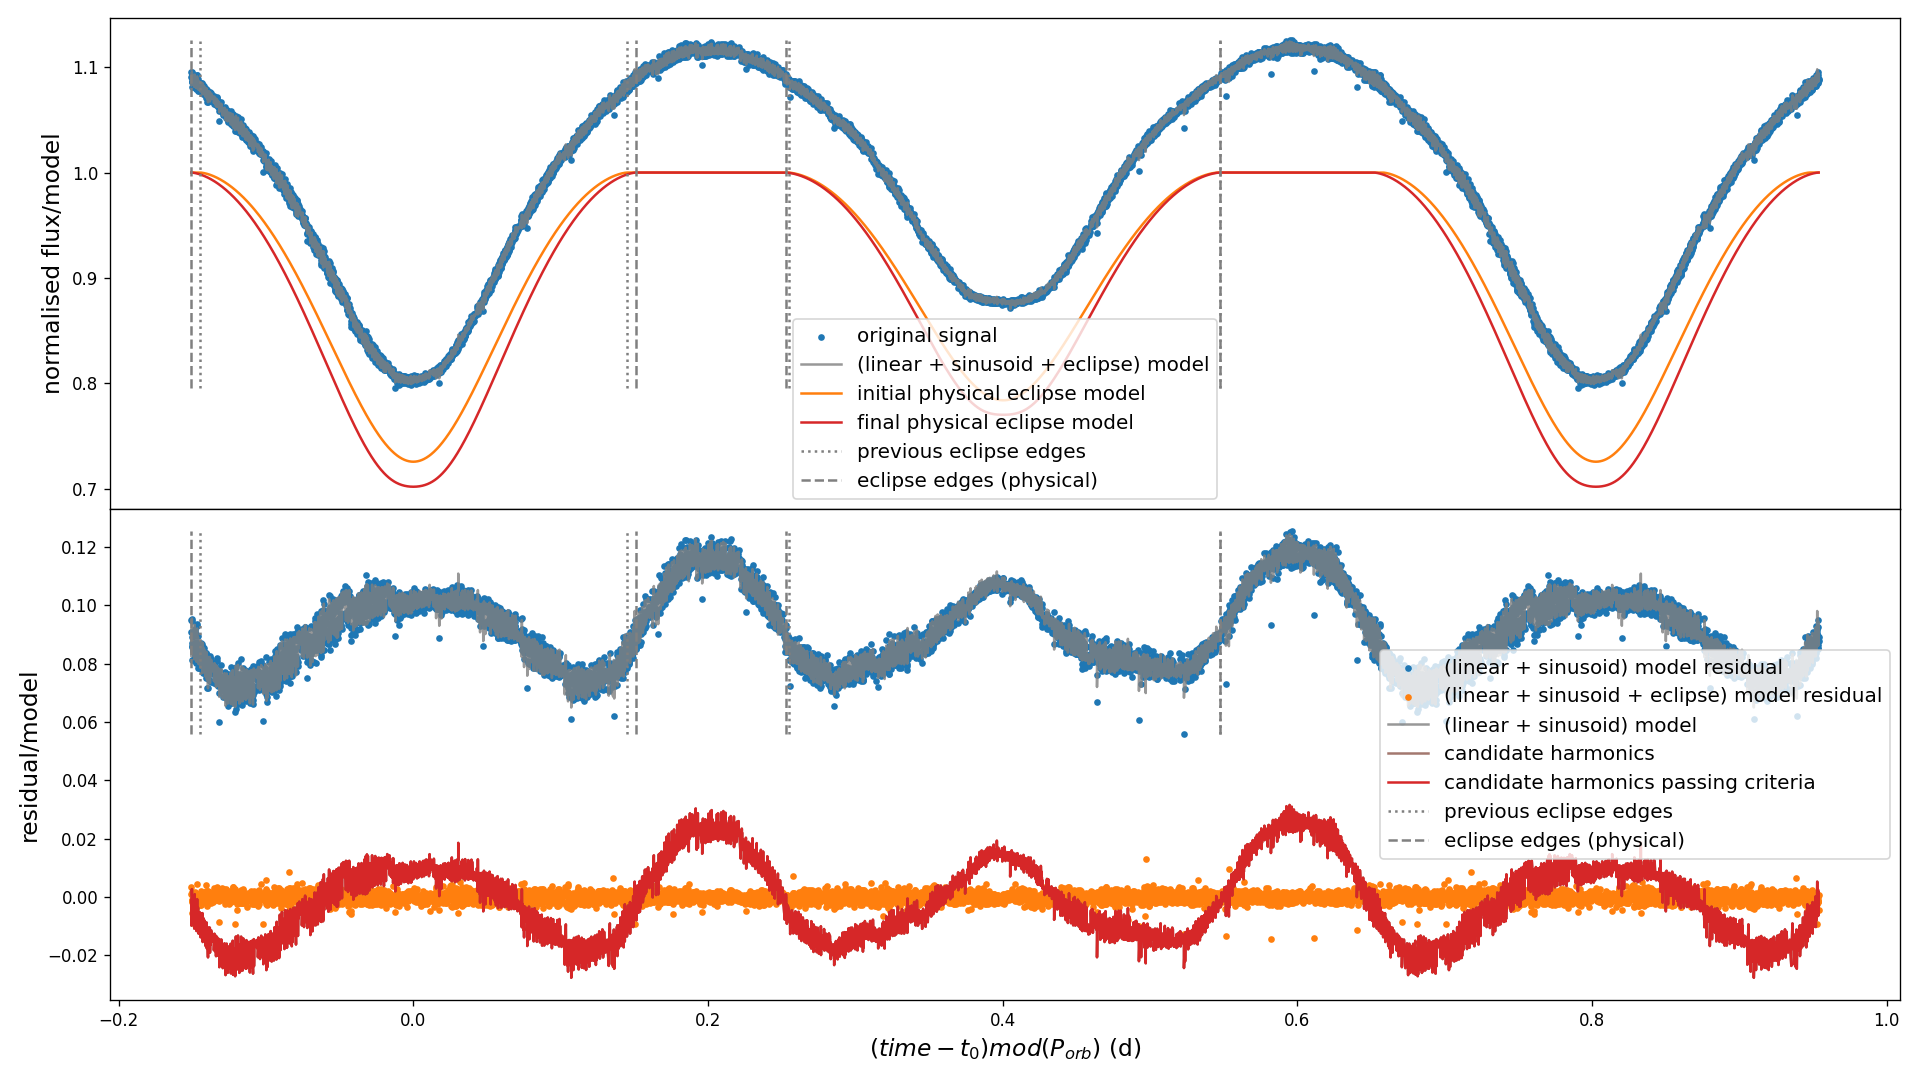 normalised flux/model
1.1
1.0
0.9
0.8
0.7
original signal
(linear + sinusoid + eclipse) model
initial physical eclipse model
final physical eclipse model
previous eclipse edges
eclipse edges (physical)
residual/model
0.12
0.10
0.08
0.06
0.04
0.02
0.00
−0.02
(linear + sinusoid) model residual
(linear + sinusoid + eclipse) model residual
(linear + sinusoid) model
candidate harmonics
candidate harmonics passing criteria
previous eclipse edges
eclipse edges (physical)
−0.2 0.0 0.2 0.4 0.6 0.8 1.0
(time − t₀)mod(P_orb) (d)